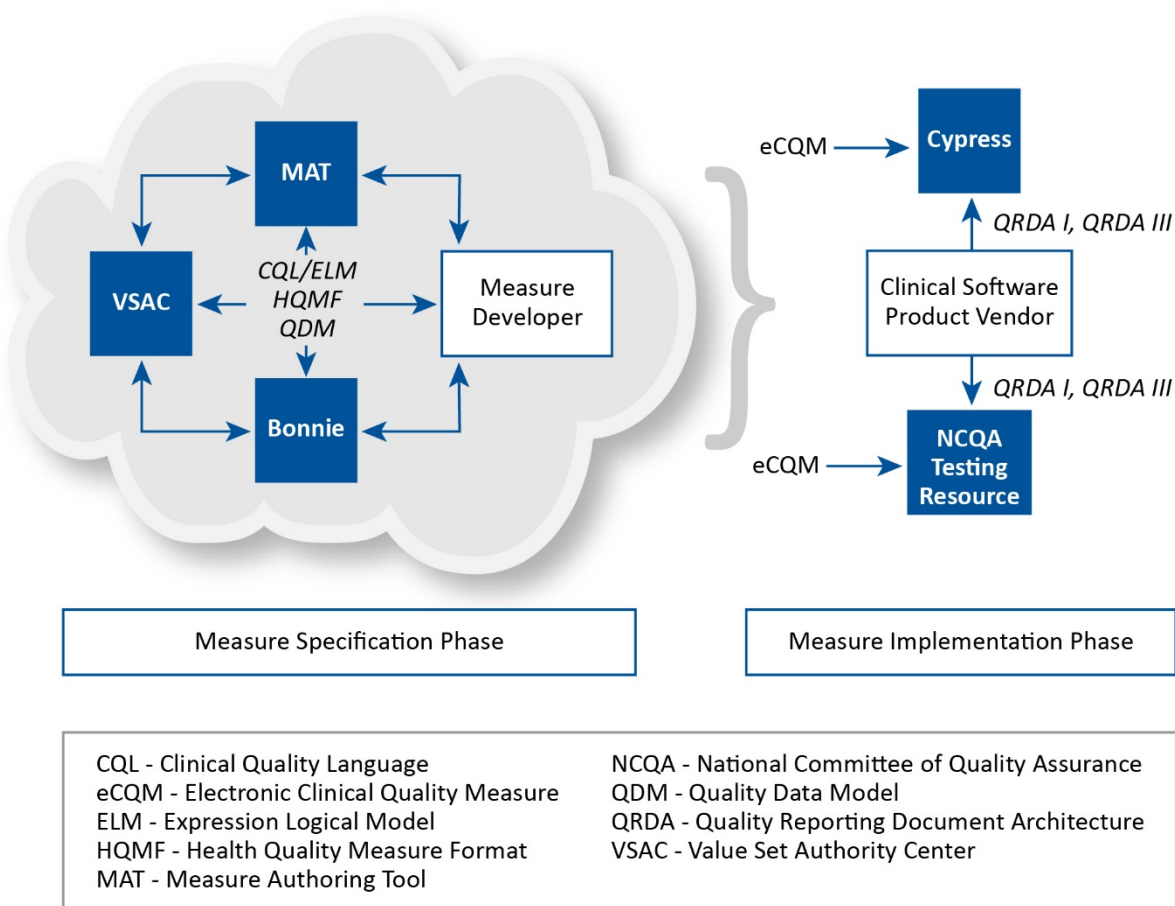 MAT
VSAC
CQL/ELM
HQMF
QDM
Measure
Developer
Bonnie
eCQM
Cypress
QRDA I, QRDA III
Clinical Software
Product Vendor
QRDA I, QRDA III
eCQM
NCQA
Testing
Resource
Measure Specification Phase
Measure Implementation Phase
CQL - Clinical Quality Language
eCQM - Electronic Clinical Quality Measure
ELM - Expression Logical Model
HQMF - Health Quality Measure Format
MAT - Measure Authoring Tool
NCQA - National Committee of Quality Assurance
QDM - Quality Data Model
QRDA - Quality Reporting Document Architecture
VSAC - Value Set Authority Center